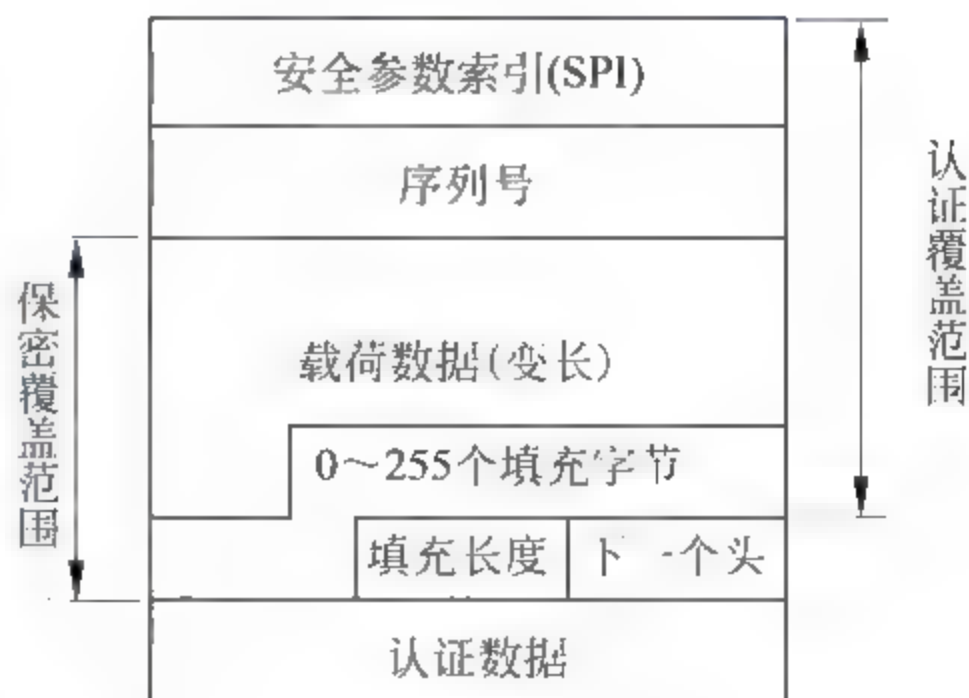 安全参数索引(SPI)
序列号
载荷数据(变长)
0~255个填充字节
填充长度
下一个头
认证数据
保密覆盖范围
认证覆盖范围